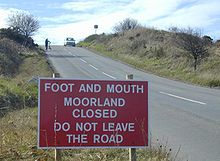 FOOT AND MOUTH
MOORLAND
CLOSED
DO NOT LEAVE
THE ROAD